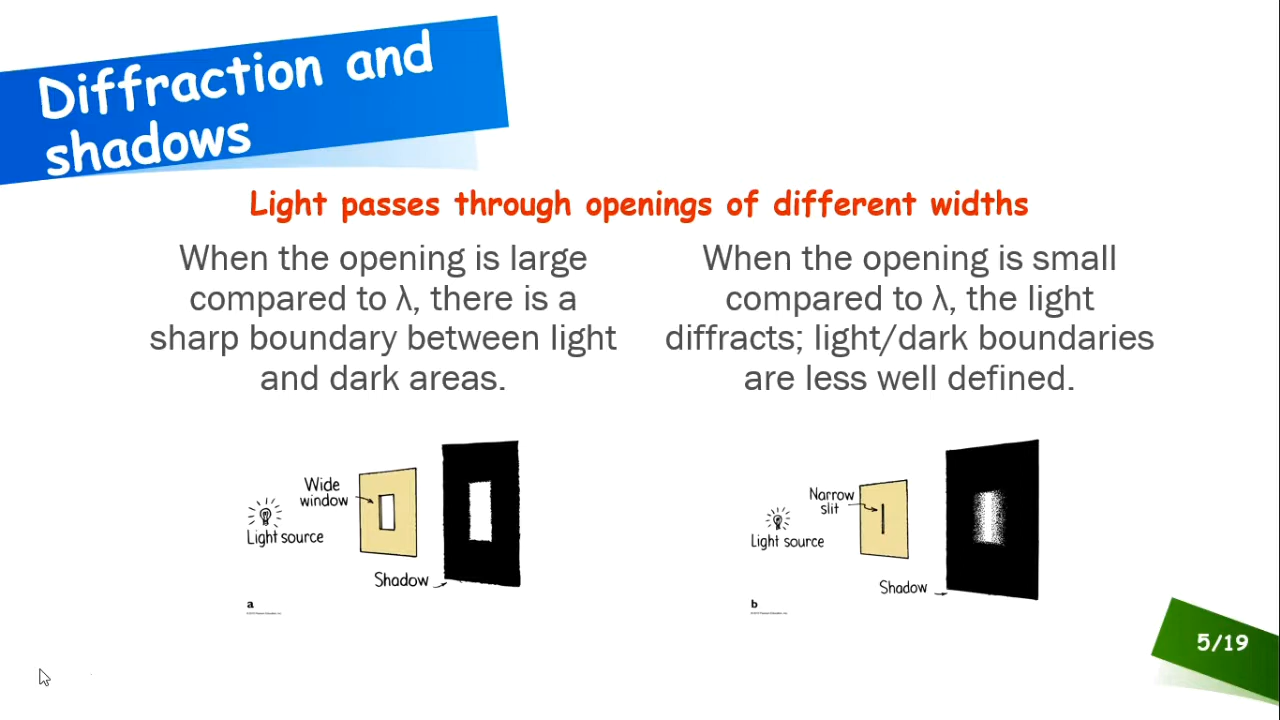 Diffraction and
shadows
Light passes through openings of different widths
When the opening is large
compared to λ, there is a
sharp boundary between light
and dark areas.
When the opening is small
compared to λ, the light
diffracts; light/dark boundaries
are less well defined.
Wide
window
Light source
Shadow
a
Narrow
slit
Light source
Shadow
b
5/19